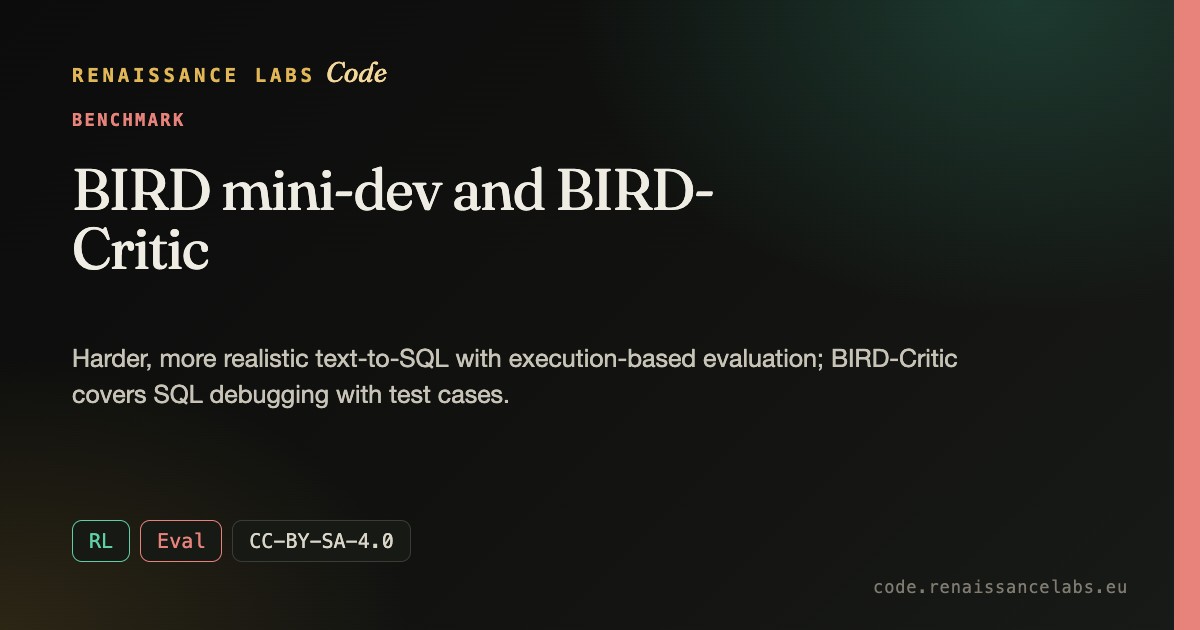 RENAISSANCE LABS Code
BENCHMARK
BIRD mini-dev and BIRD-
Critic
Harder, more realistic text-to-SQL with execution-based evaluation; BIRD-Critic
covers SQL debugging with test cases.
RL Eval CC-BY-SA-4.0
code.renaissancelabs.eu